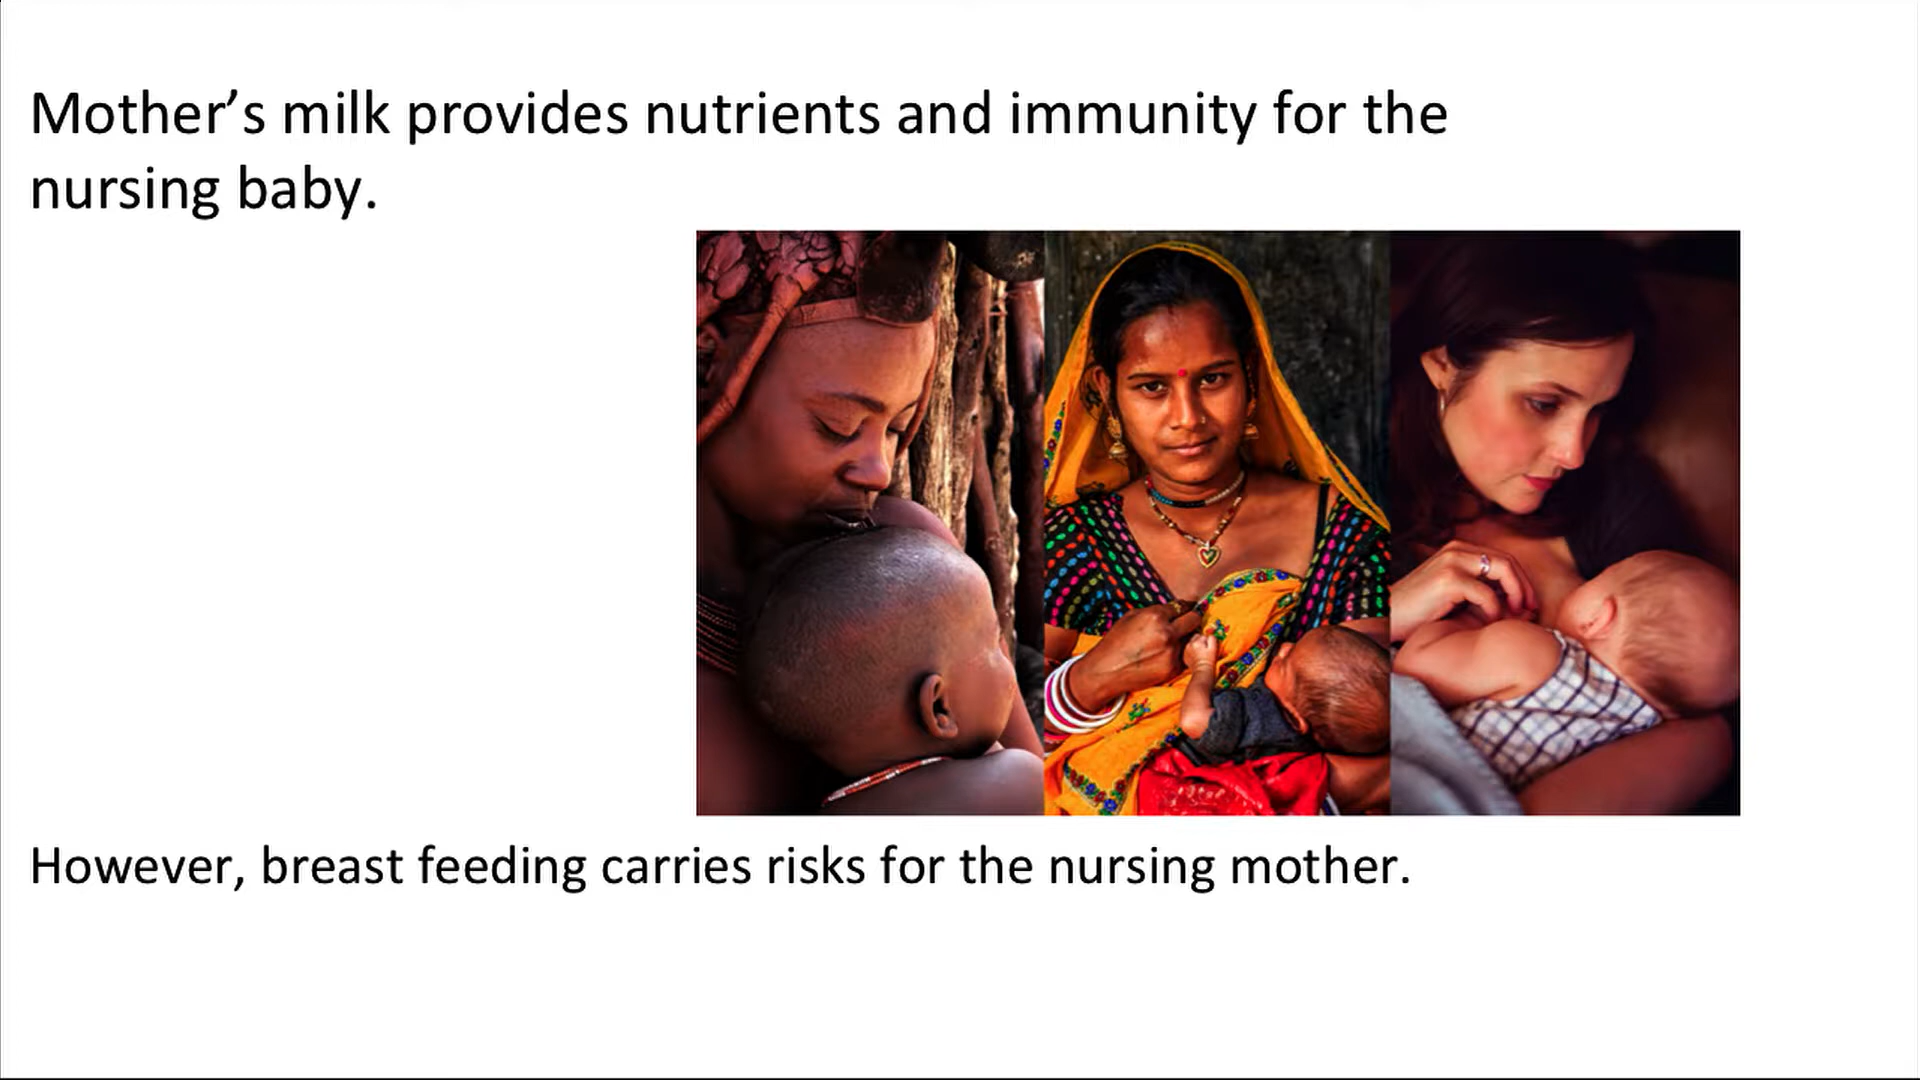 Mother’s milk provides nutrients and immunity for the
nursing baby.
However, breast feeding carries risks for the nursing mother.